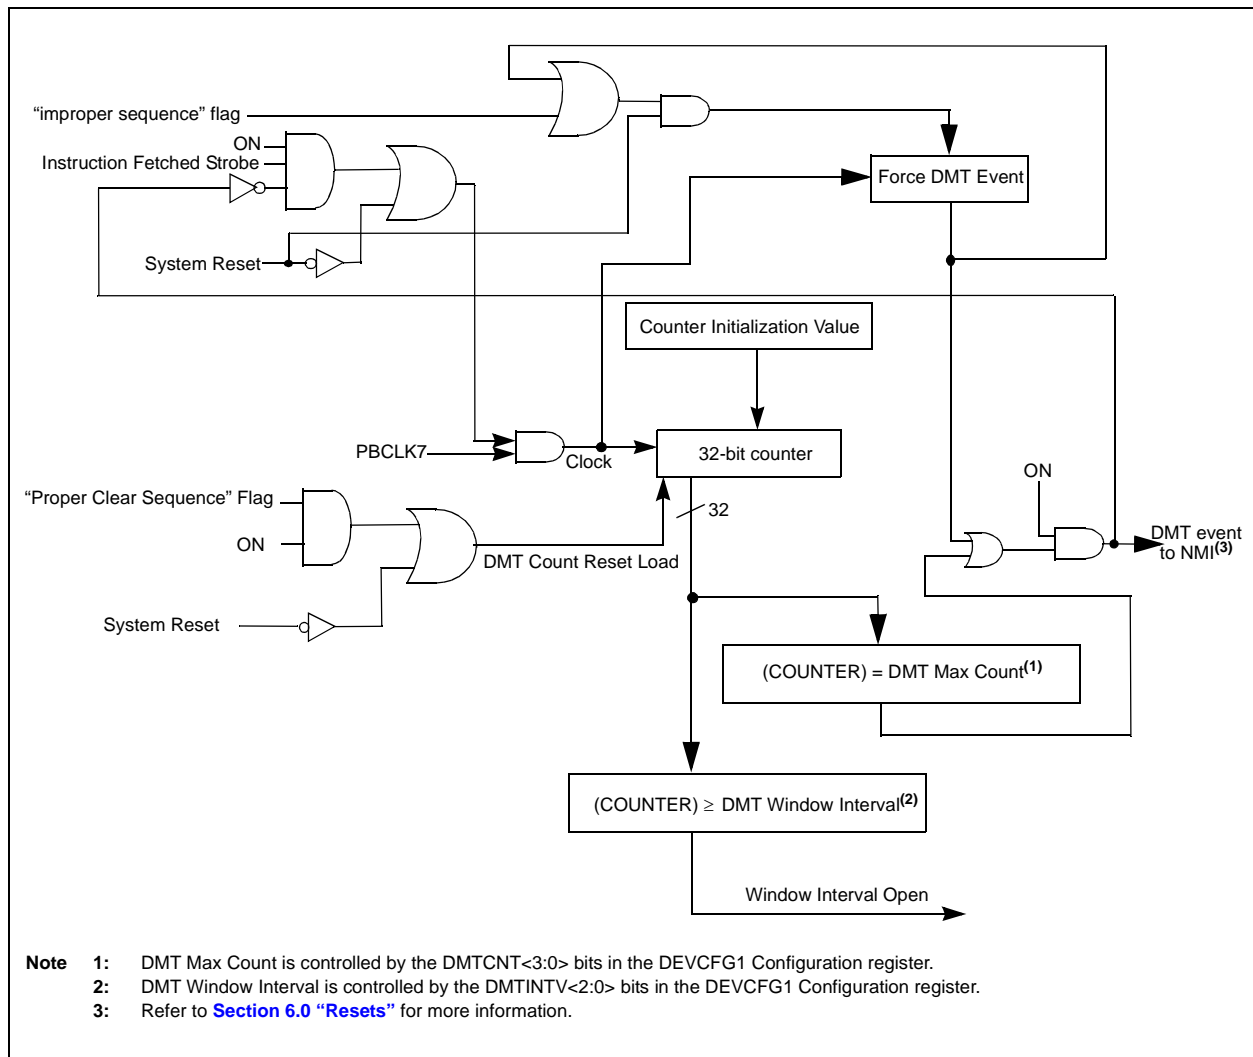 “improper sequence” flag
ON
Instruction Fetched Strobe
Force DMT Event
System Reset
Counter Initialization Value
PBCLK7
Clock
32-bit counter
“Proper Clear Sequence” Flag
32
ON
ON
DMT Count Reset Load
DMT event
to NMI(3)
System Reset
(COUNTER) = DMT Max Count(1)
(COUNTER) ≥ DMT Window Interval(2)
Window Interval Open
Note 1: DMT Max Count is controlled by the DMTCNT<3:0> bits in the DEVCFG1 Configuration register.
2: DMT Window Interval is controlled by the DMTINTV<2:0> bits in the DEVCFG1 Configuration register.
3: Refer to Section 6.0 “Resets” for more information.